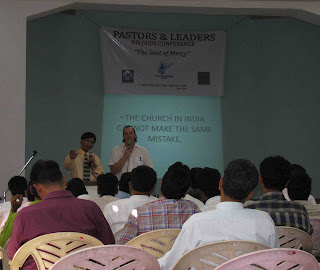 PASTORS & LEADERS
HIV/AIDS CONFERENCE
"The Seal of Mercy"
• THE CHURCH IN INDIA
CANNOT MAKE THE SAME
MISTAKE.